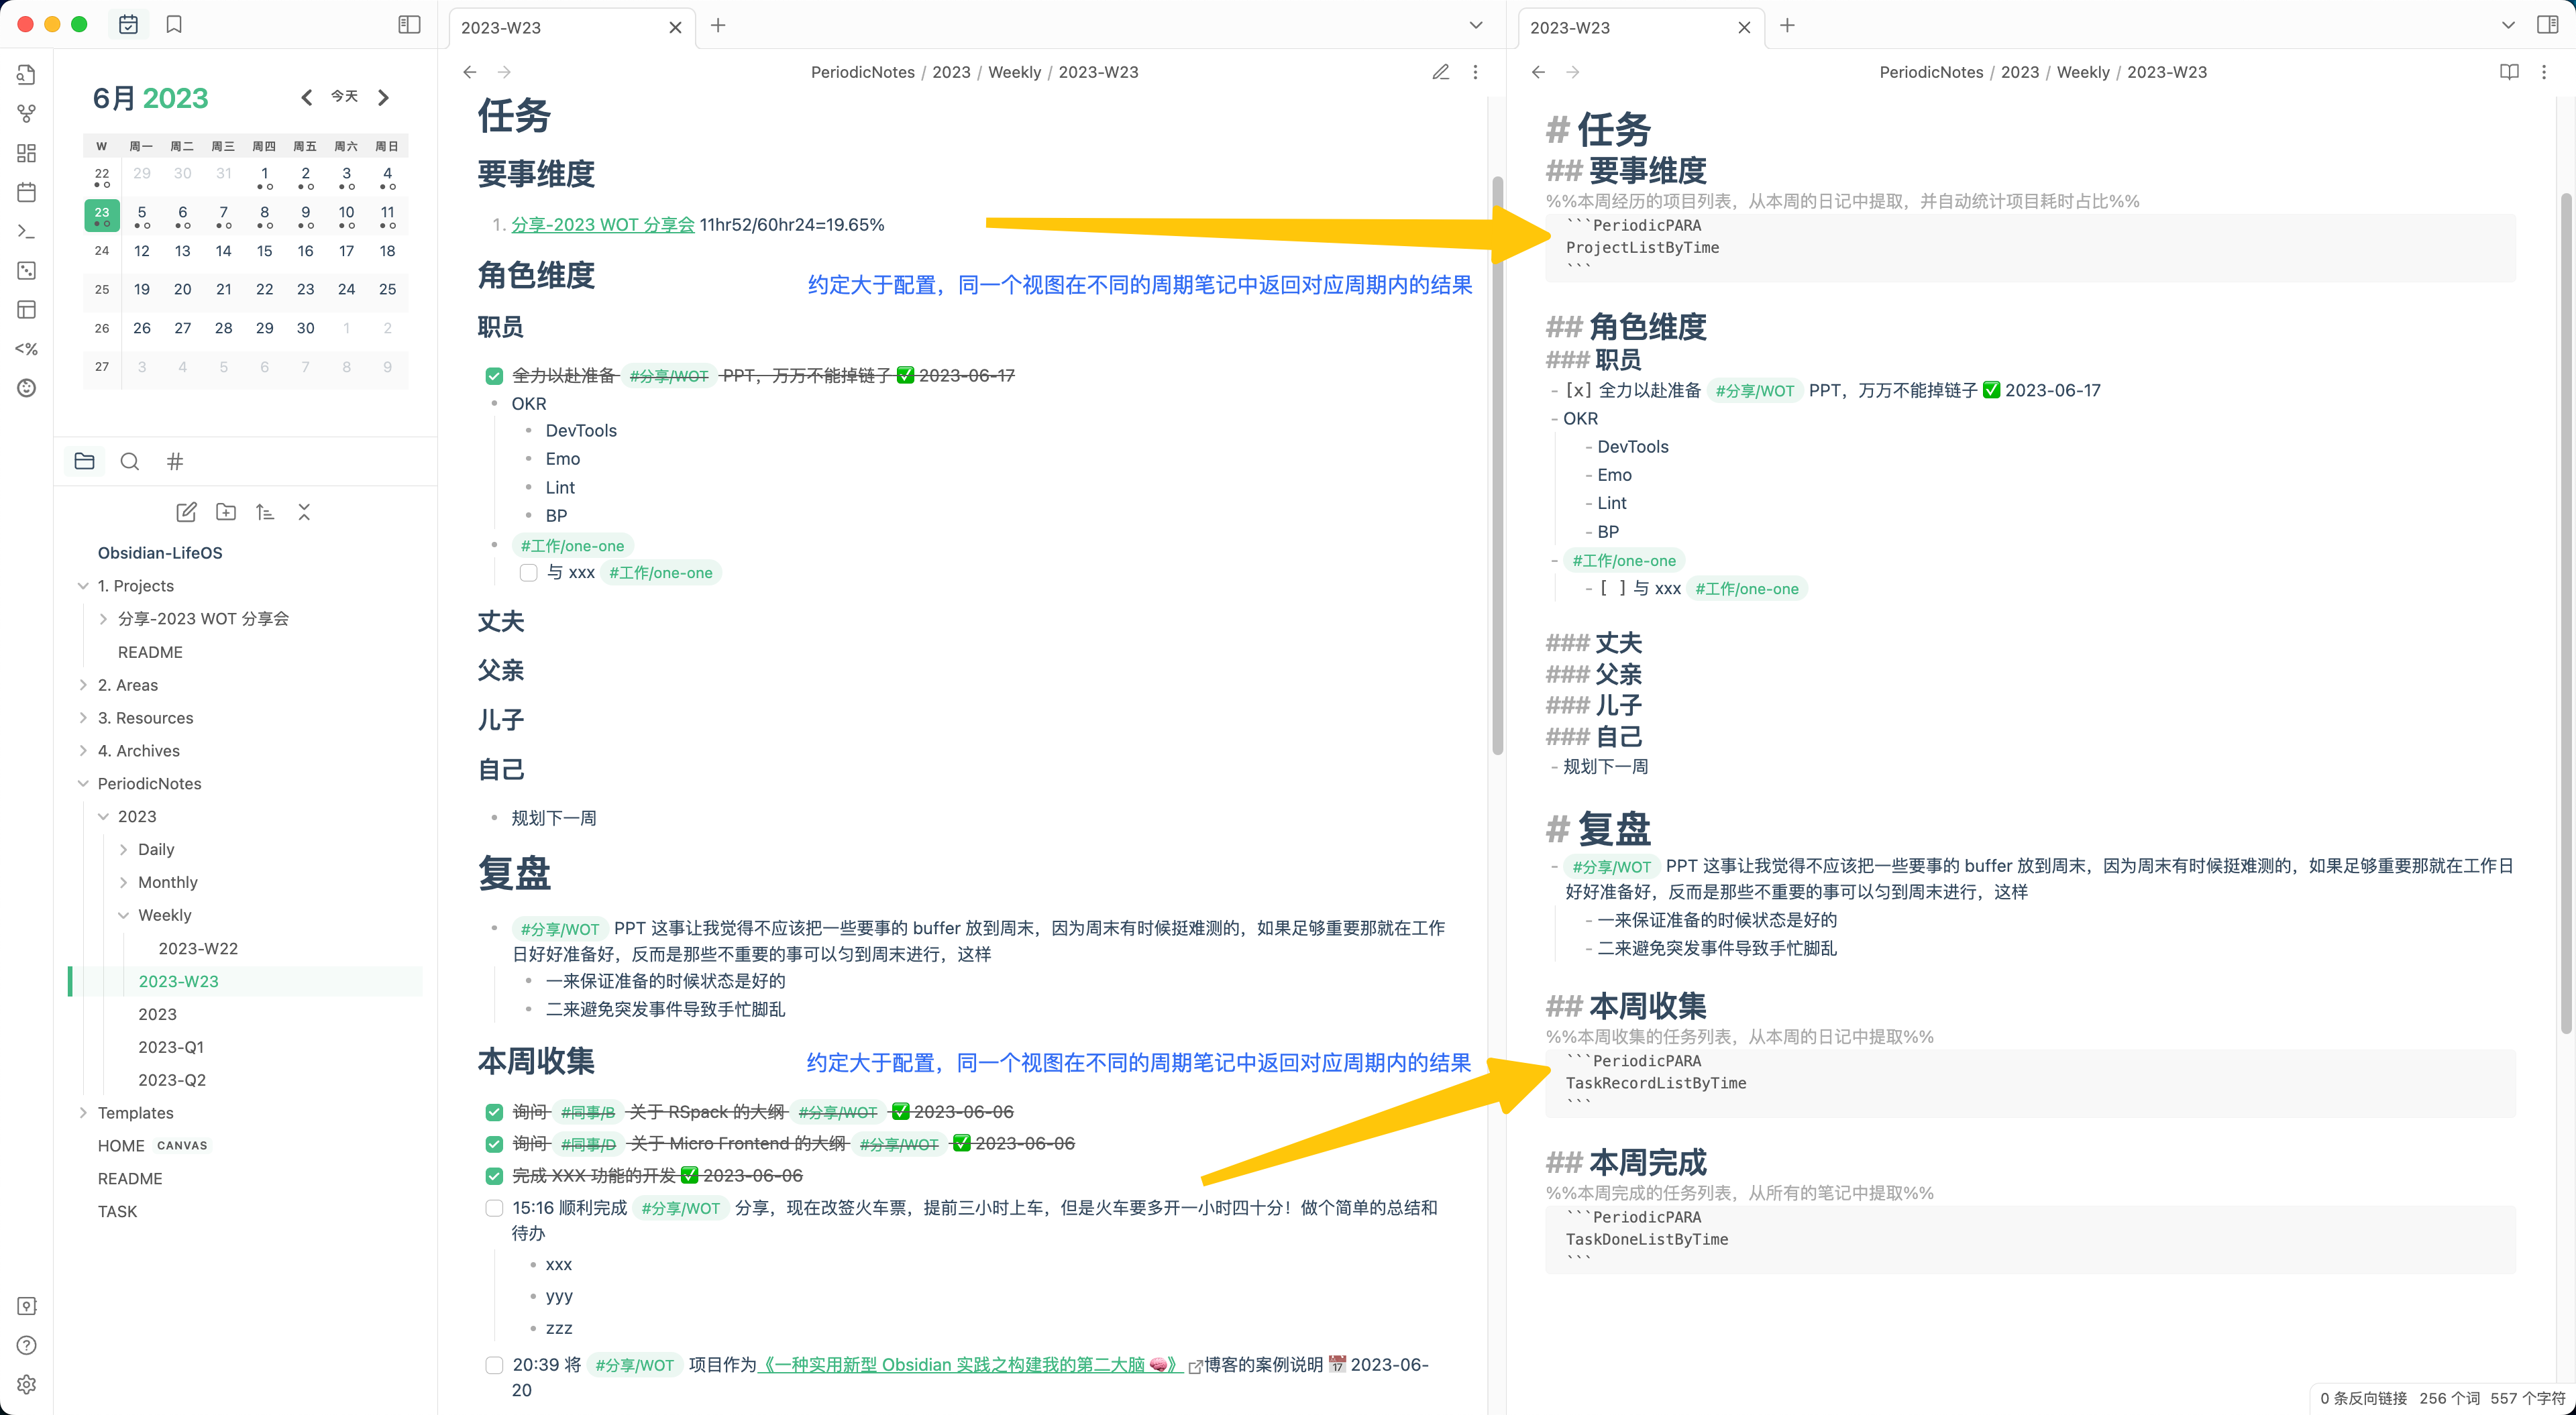 2023-W23
2023-W23
6月 2023
今天
W 周一 周二 周三 周四 周五 周六 周日
22 29 30 31 1 2 3 4
23 5 6 7 8 9 10 11
24 12 13 14 15 16 17 18
25 19 20 21 22 23 24 25
26 26 27 28 29 30 1 2
27 3 4 5 6 7 8 9
Obsidian-LifeOS
1. Projects
分享-2023 WOT 分享会
README
2. Areas
3. Resources
4. Archives
PeriodicNotes
2023
Daily
Monthly
Weekly
2023-W22
2023-W23
2023
2023-Q1
2023-Q2
Templates
HOME CANVAS
README
TASK
PeriodicNotes / 2023 / Weekly / 2023-W23
任务
要事维度
1. 分享-2023 WOT 分享会 11hr52/60hr24=19.65%
角色维度
约定大于配置，同一个视图在不同的周期笔记中返回对应周期内的结果
职员
全力以赴准备 #分享/WOT PPT，万万不能掉链子 ✅ 2023-06-17
OKR
DevTools
Emo
Lint
BP
#工作/one-one
与 xxx #工作/one-one
丈夫
父亲
儿子
自己
规划下一周
复盘
#分享/WOT PPT 这事让我觉得不应该把一些要事的 buffer 放到周末，因为周末有时候挺难测的，如果足够重要那就在工作
日好好准备好，反而是那些不重要的事可以匀到周末进行，这样
一来保证准备的时候状态是好的
二来避免突发事件导致手忙脚乱
本周收集
约定大于配置，同一个视图在不同的周期笔记中返回对应周期内的结果
询问 #同事/B 关于 RSpack 的大纲 #分享/WOT ✅ 2023-06-06
询问 #同事/D 关于 Micro Frontend 的大纲 #分享/WOT ✅ 2023-06-06
完成 XXX 功能的开发 ✅ 2023-06-06
15:16 顺利完成 #分享/WOT 分享，现在改签火车票，提前三小时上车，但是火车要多开一小时四十分！做个简单的总结和
待办
xxx
yyy
zzz
20:39 将 #分享/WOT 项目作为《一种实用新型 Obsidian 实践之构建我的第二大脑 🧠》 博客的案例说明 📅 2023-06-
20
PeriodicNotes / 2023 / Weekly / 2023-W23
# 任务
## 要事维度
%%本周经历的项目列表，从本周的日记中提取，并自动统计项目耗时占比%%
```PeriodicPARA
ProjectListByTime
```
## 角色维度
### 职员
- [x] 全力以赴准备 #分享/WOT PPT，万万不能掉链子 ✅ 2023-06-17
- OKR
- DevTools
- Emo
- Lint
- BP
- #工作/one-one
- [ ] 与 xxx #工作/one-one
### 丈夫
### 父亲
### 儿子
### 自己
- 规划下一周
# 复盘
- #分享/WOT PPT 这事让我觉得不应该把一些要事的 buffer 放到周末，因为周末有时候挺难测的，如果足够重要那就在工作日
好好准备好，反而是那些不重要的事可以匀到周末进行，这样
- 一来保证准备的时候状态是好的
- 二来避免突发事件导致手忙脚乱
## 本周收集
%%本周收集的任务列表，从本周的日记中提取%%
```PeriodicPARA
TaskRecordListByTime
```
## 本周完成
%%本周完成的任务列表，从所有的笔记中提取%%
```PeriodicPARA
TaskDoneListByTime
```
0 条反向链接 256 个词 557 个字符